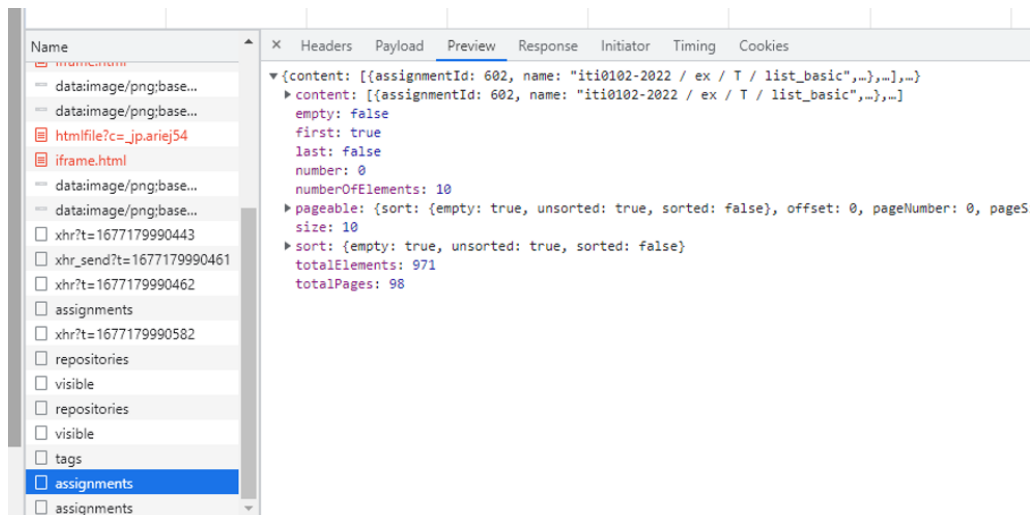 Name
iframe.html
data:image/png;base...
data:image/png;base...
htmlfile?c=_jp.ariej54
iframe.html
data:image/png;base...
data:image/png;base...
xhr?t=1677179990443
xhr_send?t=1677179990461
xhr?t=1677179990462
assignments
xhr?t=1677179990582
repositories
visible
repositories
visible
tags
assignments
assignments
× Headers Payload Preview Response Initiator Timing Cookies
▼{content: [{assignmentId: 602, name: "iti0102-2022 / ex / T / list_basic",…},…],…}
▶content: [{assignmentId: 602, name: "iti0102-2022 / ex / T / list_basic",…},…]
empty: false
first: true
last: false
number: 0
numberOfElements: 10
▶pageable: {sort: {empty: true, unsorted: true, sorted: false}, offset: 0, pageNumber: 0, pageS
size: 10
▶sort: {empty: true, unsorted: true, sorted: false}
totalElements: 971
totalPages: 98